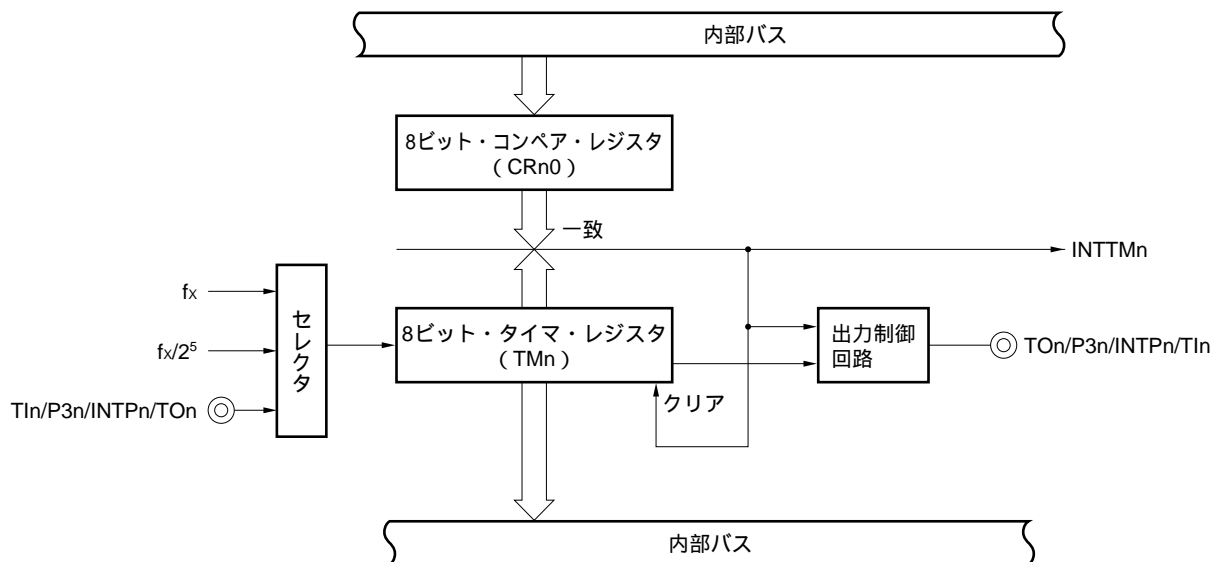 内部バス
8ビット・コンペア・レジスタ
(CRn0)
一致
INTTMn
fX
fX/2⁵
TIn/P3n/INTPn/TOn
セレクタ
8ビット・タイマ・レジスタ
(TMn)
クリア
出力制御
回路
TOn/P3n/INTPn/TIn
内部バス